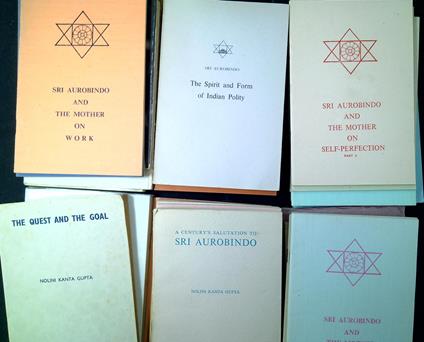 SRI AUROBINDO
AND
THE MOTHER
ON
WORK
SRI AUROBINDO
The Spirit and Form
of Indian Polity
SRI AUROBINDO
AND
THE MOTHER
ON
SELF-PERFECTION
THE QUEST AND THE GOAL
NOLINI KANTA GUPTA
A CENTURY'S SALUTATION TO
SRI AUROBINDO
NOLINI KANTA GUPTA
SRI AUROBINDO
AND